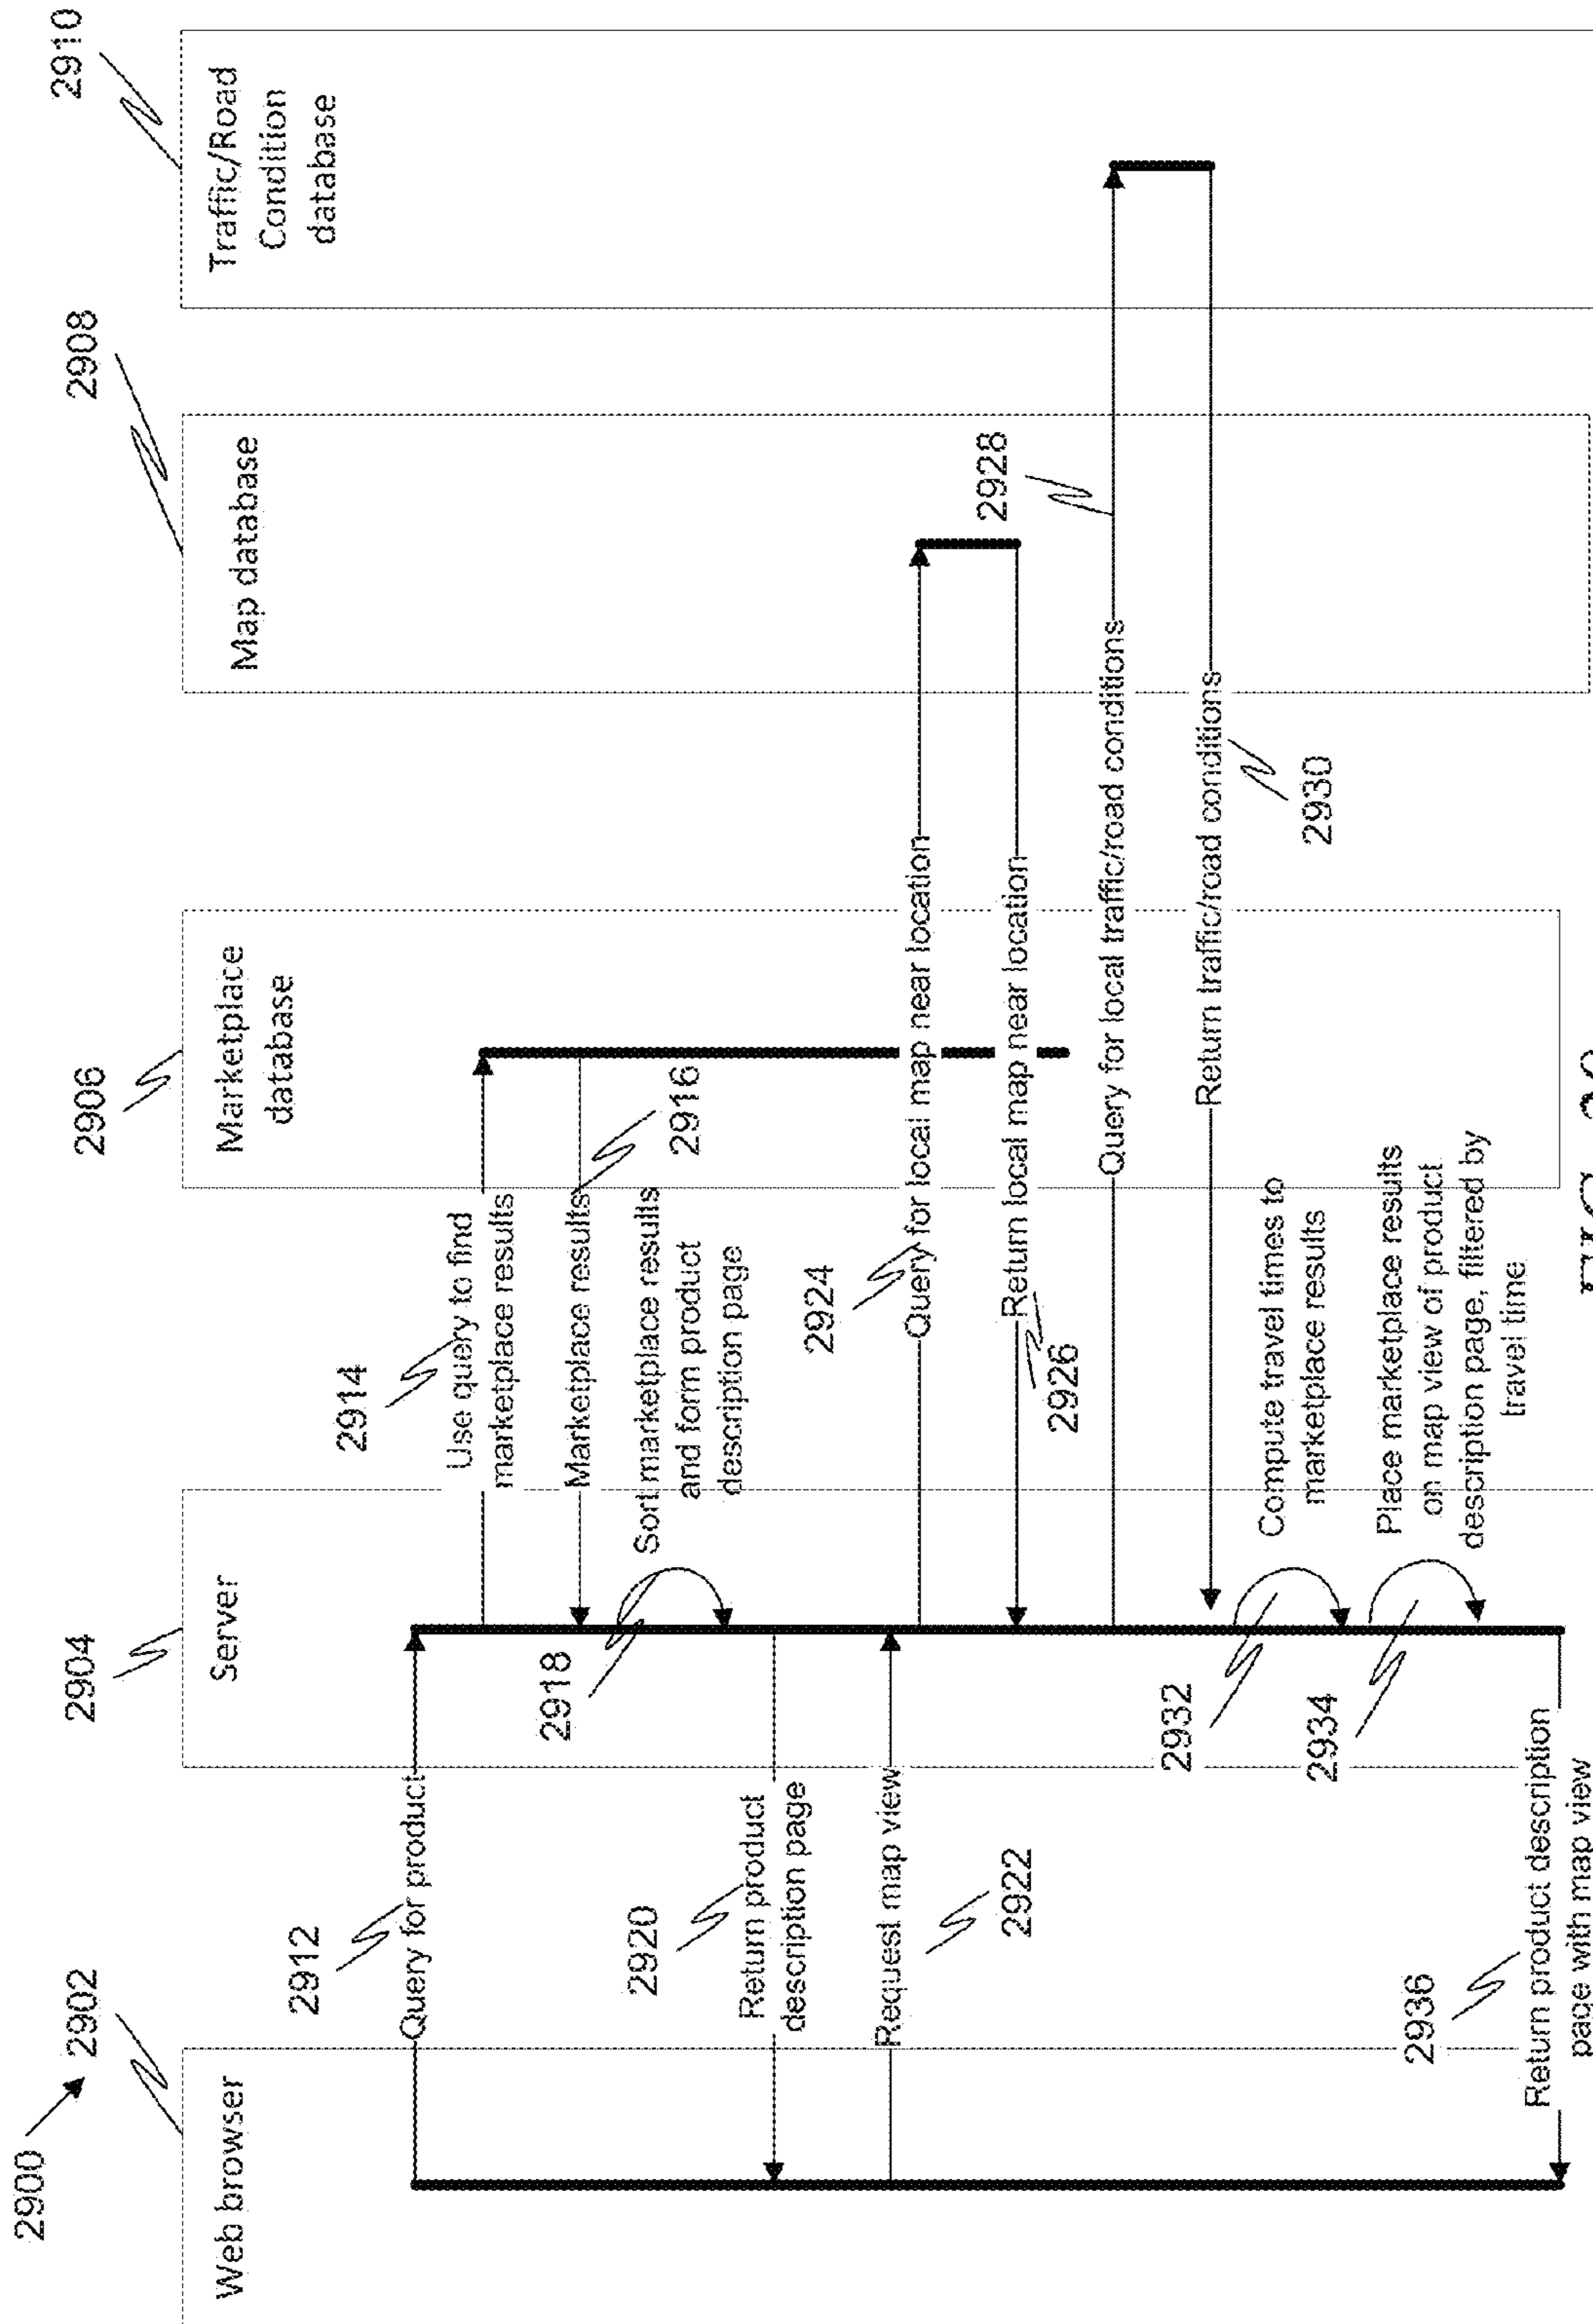 2900
2902
2904
2906
2908
2910
Web browser
Server
Marketplace
database
Map database
Traffic/Road
Condition
database
2912
Query for product
2914
Use query to find
marketplace results
Marketplace results
2916
2918
Sort marketplace results
and form product
description page
2920
Return product
description page
Request map view
2922
2924
Query for local map near location
Return local map near location
2926
2928
Query for local traffic/road conditions
Return traffic/road conditions
2930
2932
Compute travel times to
marketplace results
2934
Place marketplace results
on map view of product
description page, filtered by
travel time
2936
Return product description
page with map view